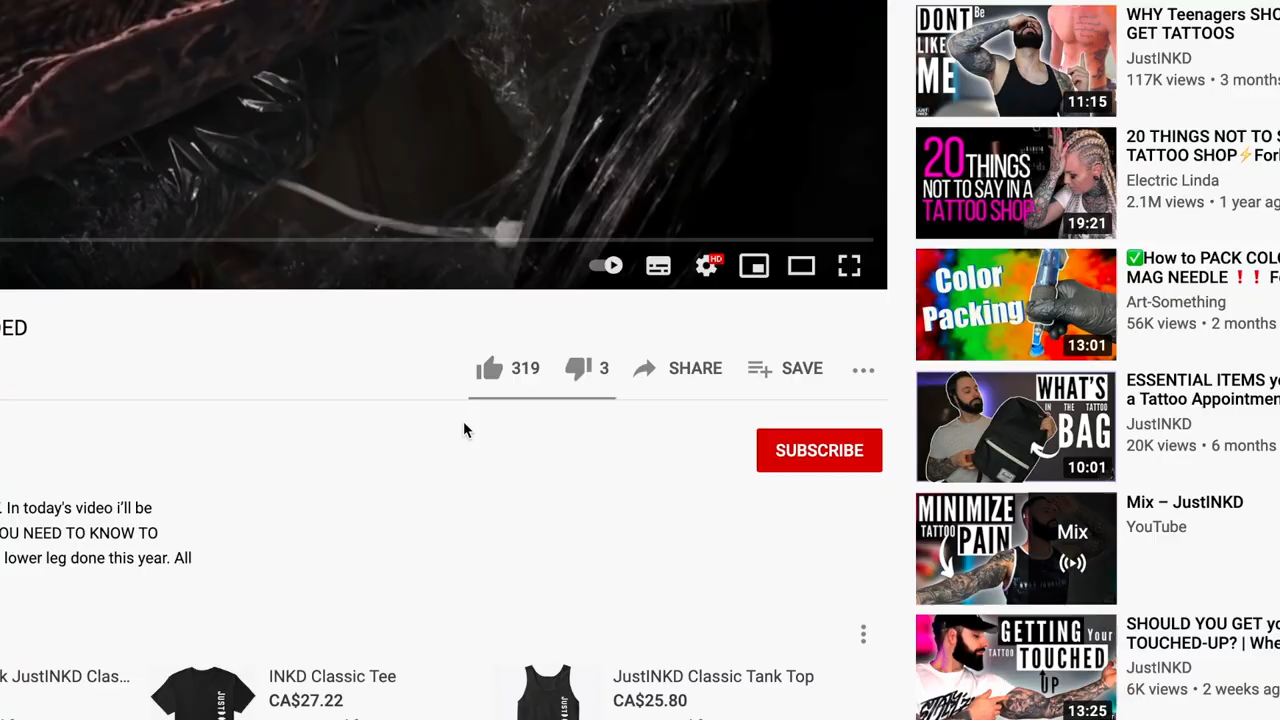 HD
DED
319
3
SHARE
SAVE
SUBSCRIBE
. In today's video i'll be
OU NEED TO KNOW TO
lower leg done this year. All
k JustINKD Clas...
INKD Classic Tee
CA$27.22
JustINKD Classic Tank Top
CA$25.80
DONT Be
LIKE
ME
11:15
WHY Teenagers SHO
GET TATTOOS
JustINKD
117K views • 3 months
20 THINGS
NOT TO SAY IN A
TATTOO SHOP
19:21
20 THINGS NOT TO S
TATTOO SHOP⚡For
Electric Linda
2.1M views • 1 year ag
Color
Packing
13:01
✅How to PACK COLO
MAG NEEDLE ❗❗ F
Art-Something
56K views • 2 months
WHAT'S
IN THE TATTOO
BAG
10:01
ESSENTIAL ITEMS yo
a Tattoo Appointmen
JustINKD
20K views • 6 months
MINIMIZE
TATTOO PAIN
Mix
Mix – JustINKD
YouTube
GETTING Your
TATTOO TOUCHED
UP
13:25
SHOULD YOU GET yo
TOUCHED-UP? | Whe
JustINKD
6K views • 2 weeks ag